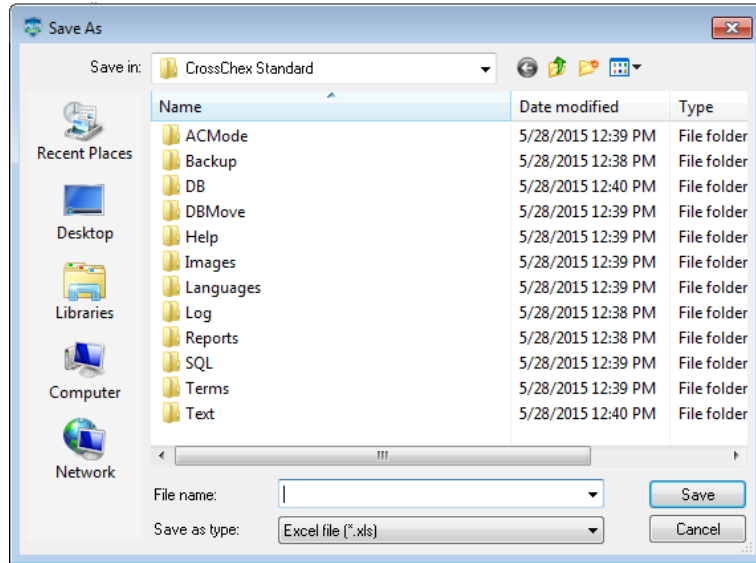 Save As
Save in: CrossChex Standard
Name Date modified Type
ACMode 5/28/2015 12:39 PM File folder
Backup 5/28/2015 12:38 PM File folder
DB 5/28/2015 12:40 PM File folder
DBMove 5/28/2015 12:39 PM File folder
Help 5/28/2015 12:39 PM File folder
Images 5/28/2015 12:39 PM File folder
Languages 5/28/2015 12:39 PM File folder
Log 5/28/2015 12:38 PM File folder
Reports 5/28/2015 12:38 PM File folder
SQL 5/28/2015 12:39 PM File folder
Terms 5/28/2015 12:39 PM File folder
Text 5/28/2015 12:40 PM File folder
Recent Places
Desktop
Libraries
Computer
Network
File name: Save
Save as type: Excel file (*.xls) Cancel